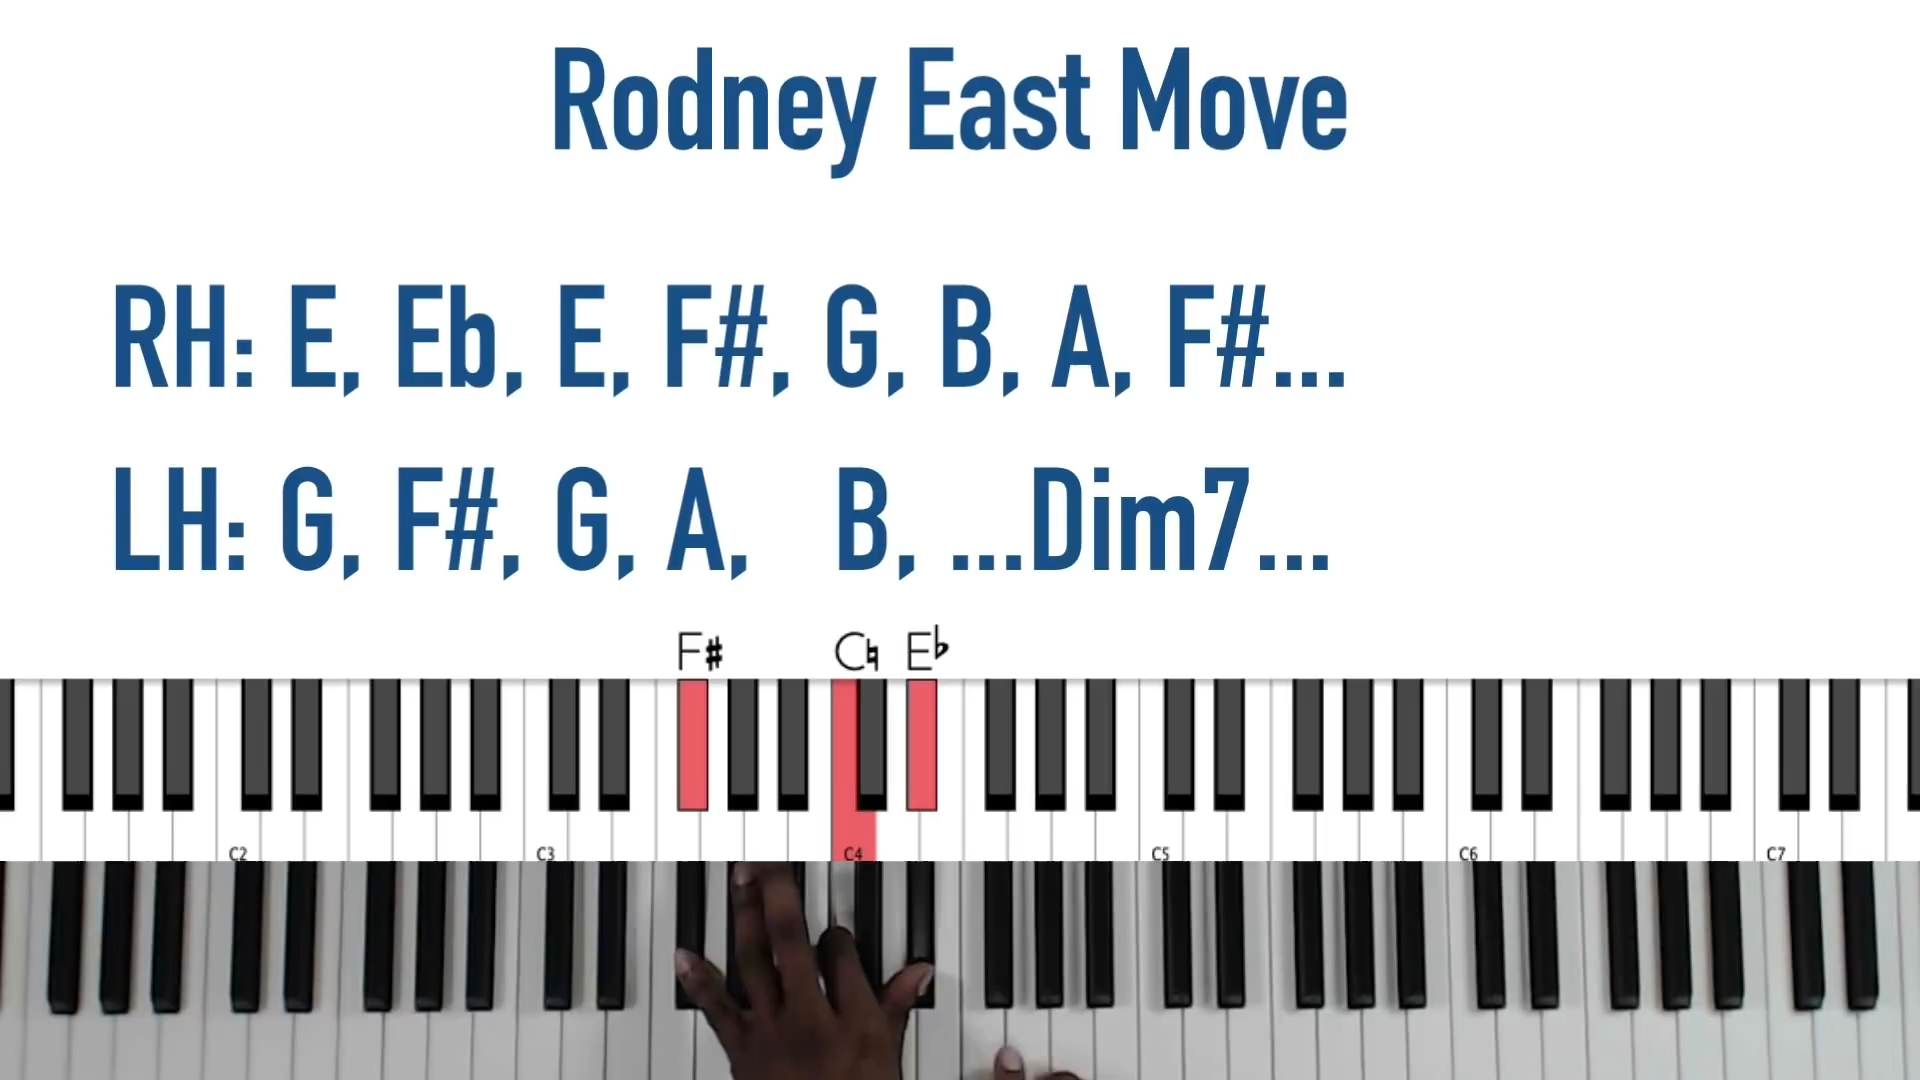 Rodney East Move
RH: E, Eb, E, F#, G, B, A, F#...
LH: G, F#, G, A, B, ...Dim7...
F♯ C♮ E♭
C2 C3 C4 C5 C6 C7